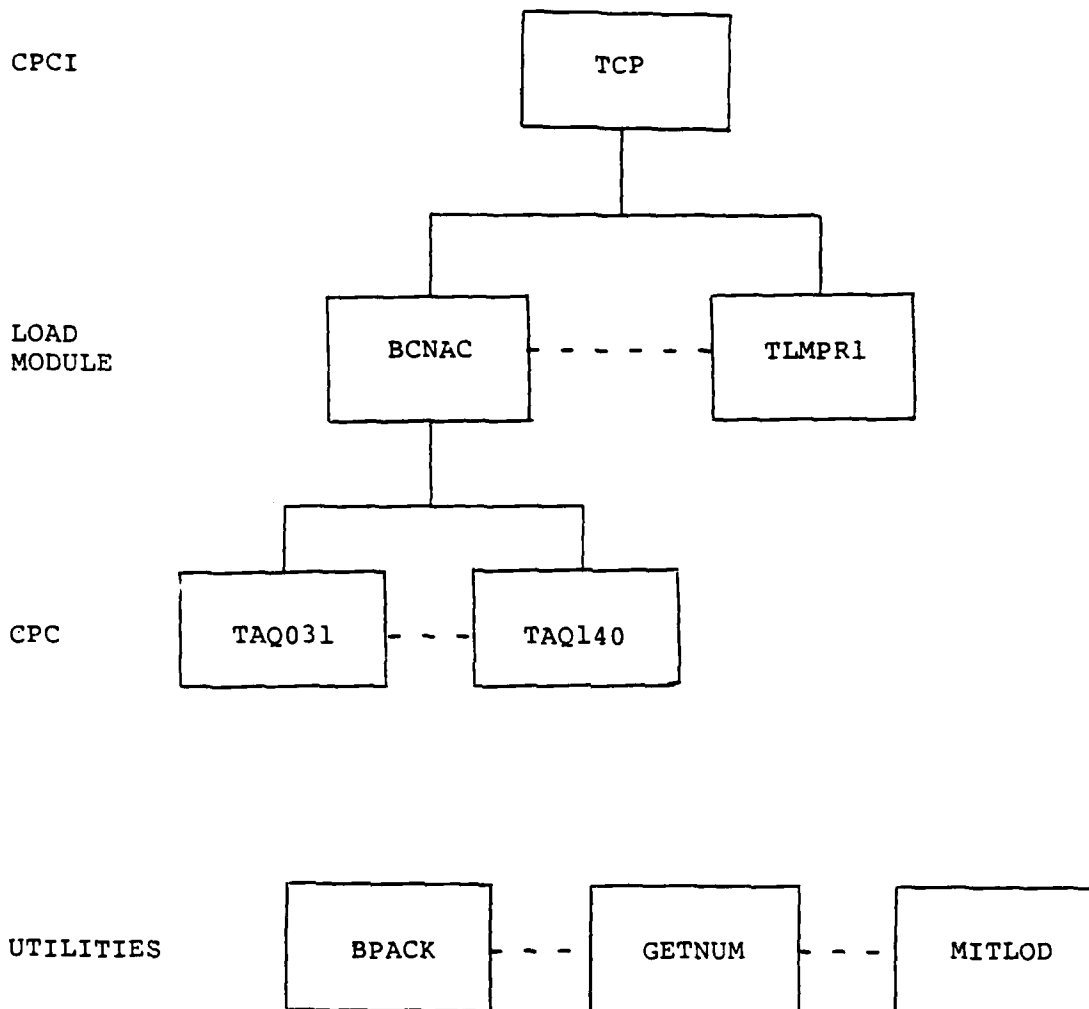 CPCI
TCP
LOAD
MODULE
BCNAC
TLMPR1
CPC
TAQ031
TAQ140
UTILITIES
BPACK
GETNUM
MITLOD